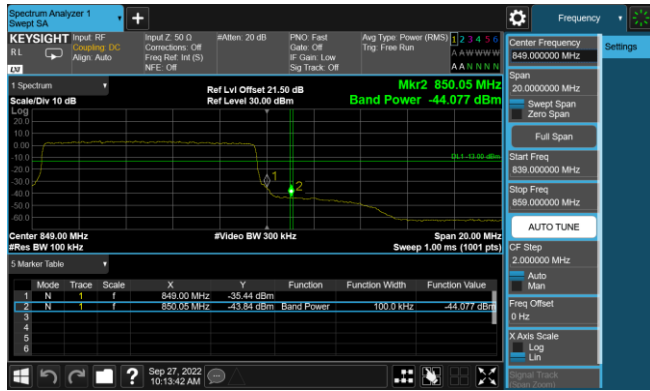 Spectrum Analyzer 1
Swept SA
+
Frequency
KEYSIGHT
RL
LXI
Input: RF
Coupling: DC
Align: Auto
Input Z: 50 Ω
Corrections: Off
Freq Ref: Int (S)
NFE: Off
#Atten: 20 dB
PNO: Fast
Gate: Off
IF Gain: Low
Sig Track: Off
Avg Type: Power (RMS)
Trig: Free Run
1 2 3 4 5 6
A A W W W W
A A N N N N
1 Spectrum
Scale/Div 10 dB
Ref Lvl Offset 21.50 dB
Ref Level 30.00 dBm
Mkr2 850.05 MHz
Band Power -44.077 dBm
Log
20.0
10.0
0.00
-10.0
-20.0
-30.0
-40.0
-50.0
-60.0
DL1 -13.00 dBm
1
2
Center 849.00 MHz
#Res BW 100 kHz
#Video BW 300 kHz
Span 20.00 MHz
Sweep 1.00 ms (1001 pts)
5 Marker Table
Mode Trace Scale X Y Function Function Width Function Value
1 N 1 f 849.00 MHz -35.44 dBm
2 N 1 f 850.05 MHz -43.84 dBm Band Power 100.0 kHz -44.077 dBm
3
4
5
6
Sep 27, 2022
10:13:42 AM
?
Center Frequency
849.000000 MHz
Span
20.0000000 MHz
Swept Span
Zero Span
Full Span
Start Freq
839.000000 MHz
Stop Freq
859.000000 MHz
AUTO TUNE
CF Step
2.000000 MHz
Auto
Man
Freq Offset
0 Hz
X Axis Scale
Log
Lin
Signal Track
(Span Zoom)
Settings